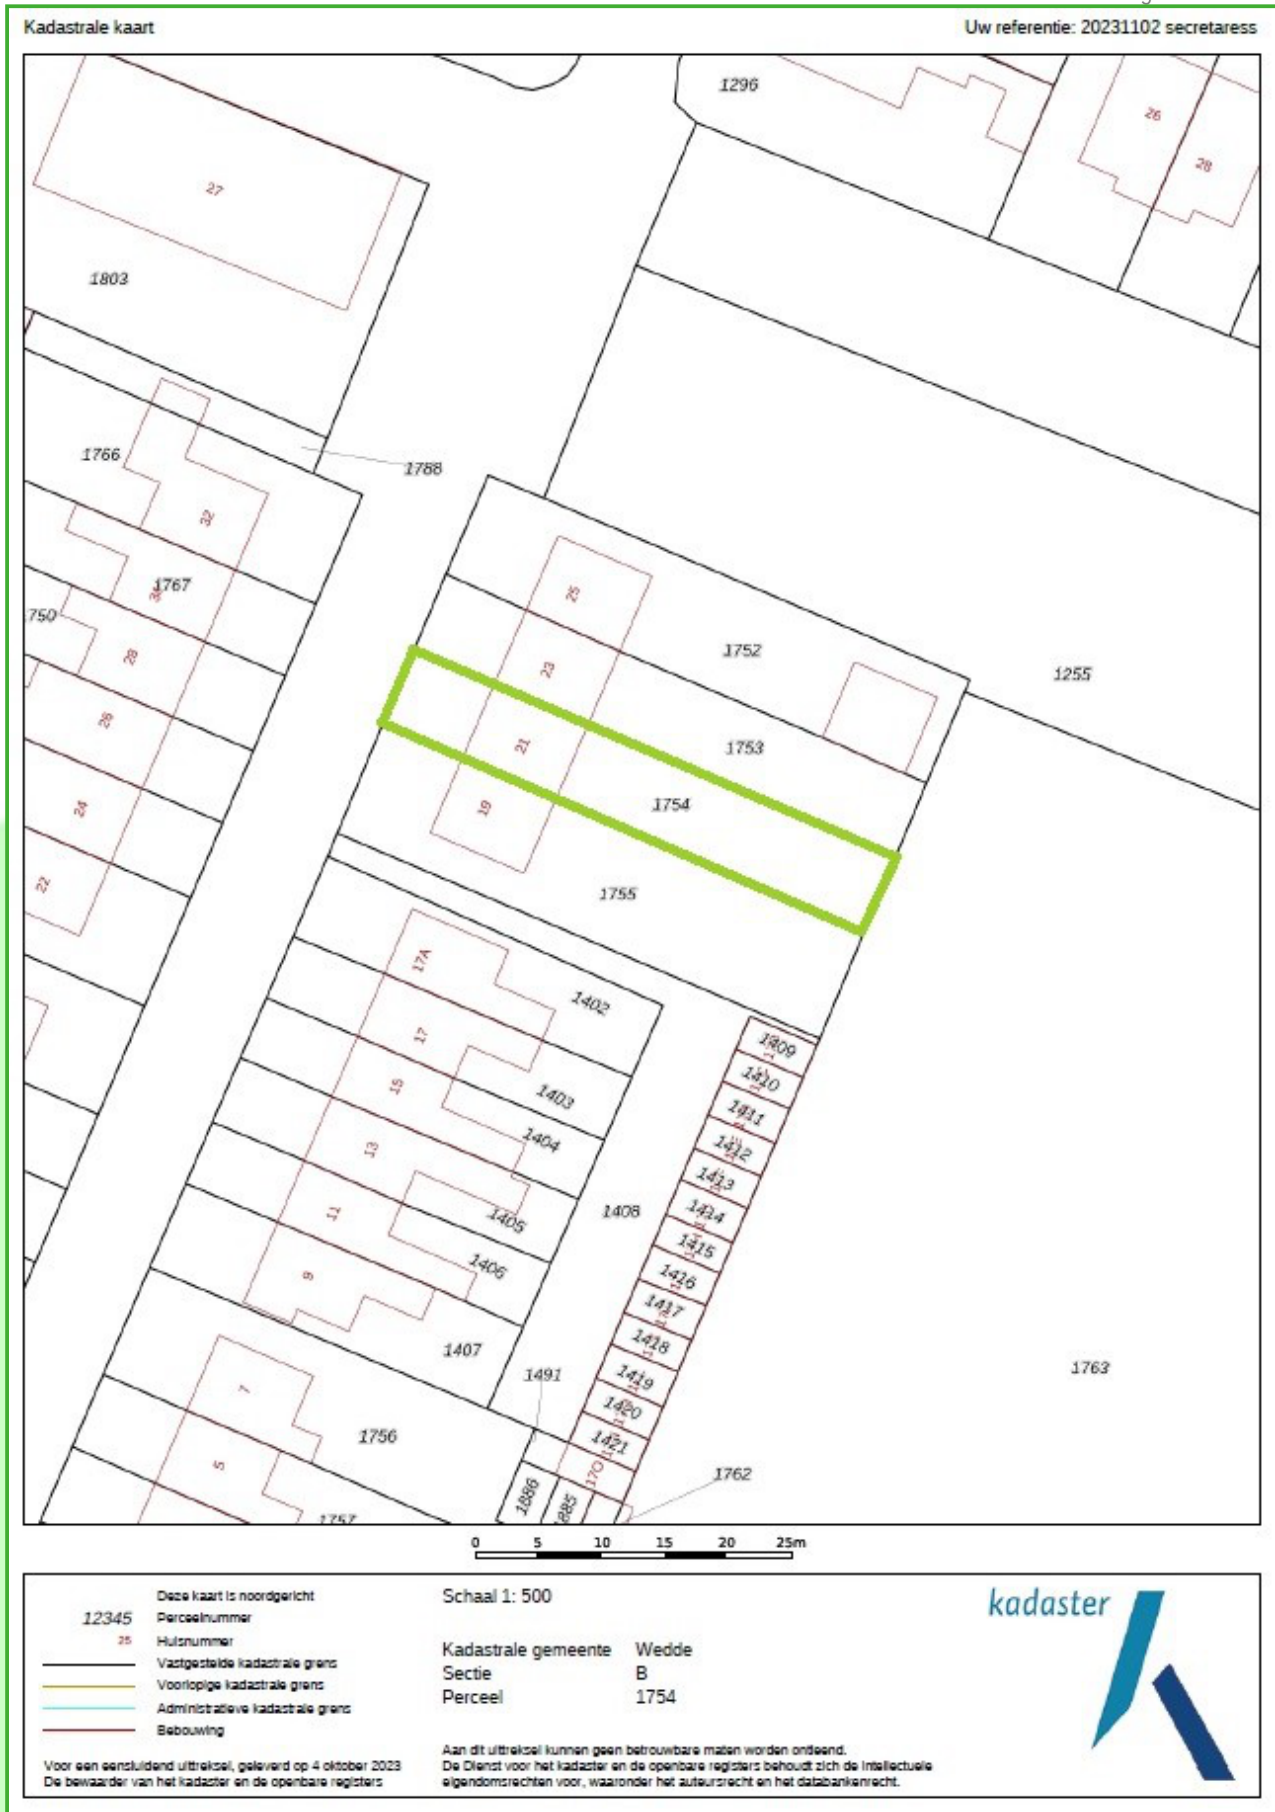 Kadastrale kaart
Uw referentie: 20231102 secretaress
1296
26
28
27
1803
1766
1788
32
1767
34
25
750
1752
1255
28
23
26
1753
21
1754
24
19
22
1755
17A
1402
17
1409
15
1410
1403
1411
1404
1412
13
1413
1408
1414
11
1405
1415
1406
1416
9
1417
1407
1418
1763
1491
1419
7
1420
1756
1421
5
17O
1762
1886
885
1757
0 5 10 15 20 25m
Deze kaart is noordgericht
12345 Perceelnummer
25 Huisnummer
Vastgestelde kadastrale grens
Voorlopige kadastrale grens
Administratieve kadastrale grens
Bebouwing
Voor een eensluidend uittreksel, geleverd op 4 oktober 2023
De bewaarder van het kadaster en de openbare registers
Schaal 1: 500
Kadastrale gemeente Wedde
Sectie B
Perceel 1754
Aan dit uittreksel kunnen geen betrouwbare maten worden ontleend.
De Dienst voor het kadaster en de openbare registers behoudt zich de intellectuele
eigendomsrechten voor, waaronder het auteursrecht en het databankenrecht.
kadaster